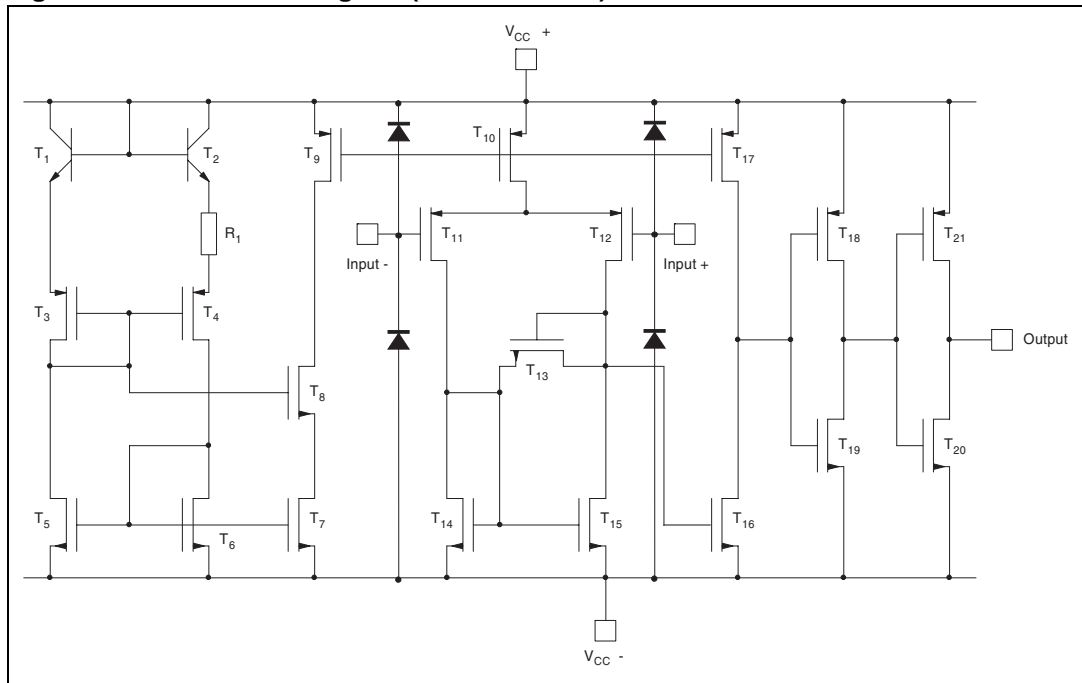 V_CC +
T_1
T_2
T_9
T_10
T_17
R_1
T_11
T_12
T_18
T_21
Input -
Input +
T_3
T_4
Output
T_13
T_8
T_19
T_20
T_5
T_6
T_7
T_14
T_15
T_16
V_CC -